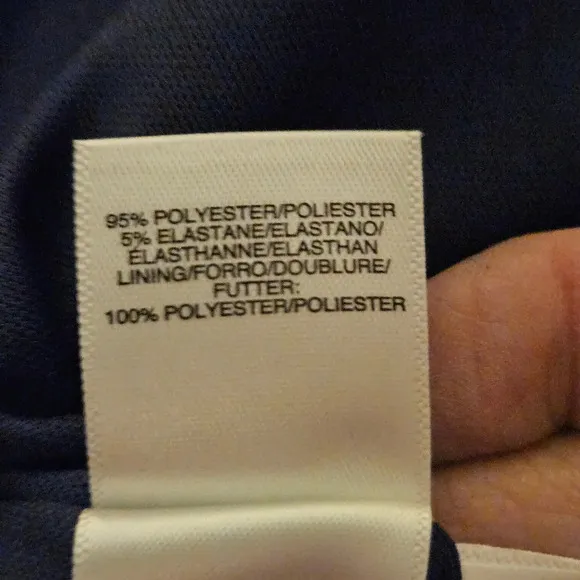 95% POLYESTER/POLIESTER
5% ELASTANE/ELASTANO/
ÉLASTHANNE/ELASTHAN
LINING/FORRO/DOUBLURE/
FUTTER:
100% POLYESTER/POLIESTER